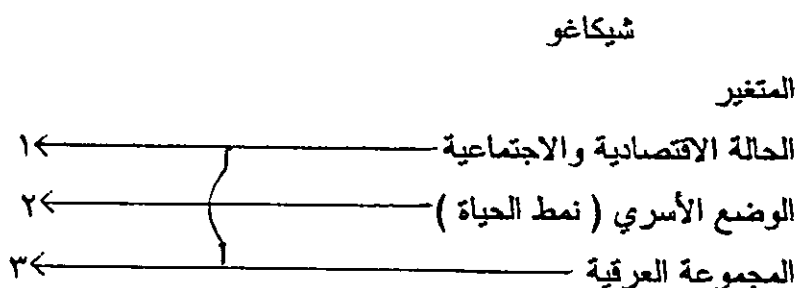 شيكاغو
المتغير
الحالة الاقتصادية والاجتماعية ١
الوضع الأسري ( نمط الحياة ) ٢
المجموعة العرقية ٣